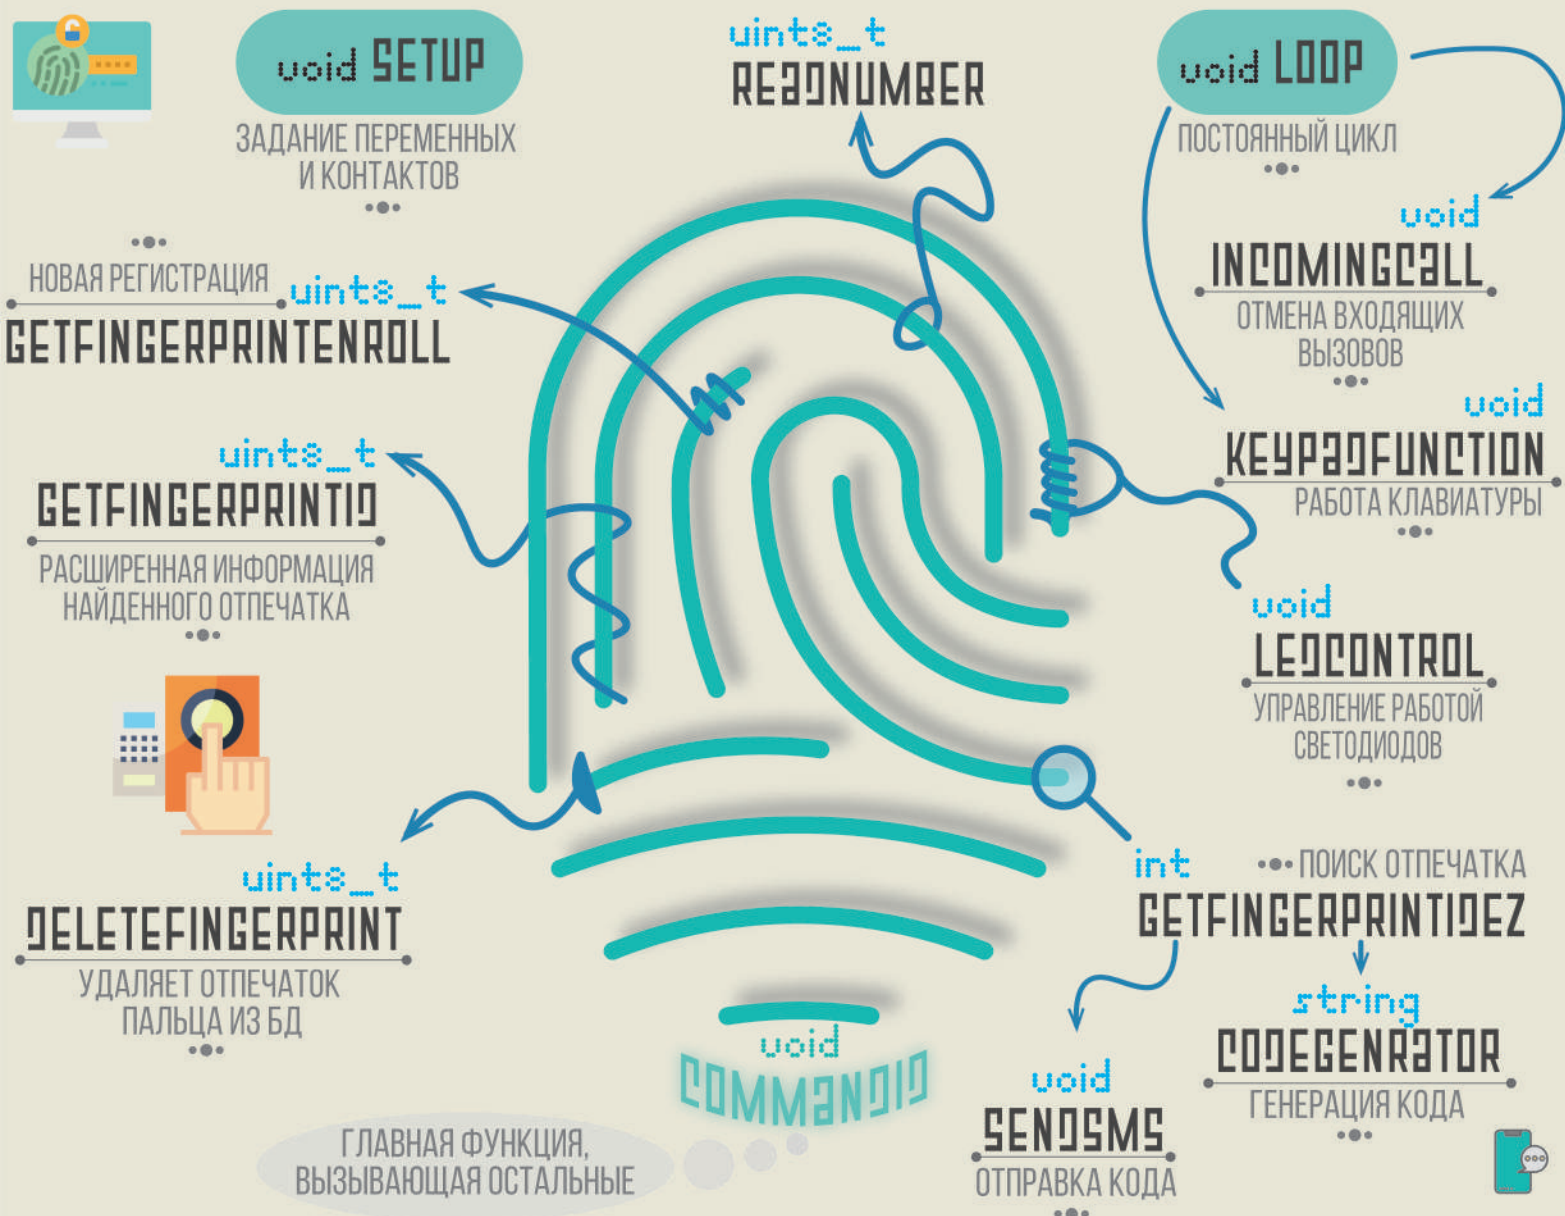 void SETUP
ЗАДАНИЕ ПЕРЕМЕННЫХ
И КОНТАКТОВ
uint8_t
READNUMBER
void LOOP
ПОСТОЯННЫЙ ЦИКЛ
void
INCOMINGCALL
ОТМЕНА ВХОДЯЩИХ
ВЫЗОВОВ
НОВАЯ РЕГИСТРАЦИЯ
uint8_t
GETFINGERPRINTENROLL
void
KEYPADFUNCTION
РАБОТА КЛАВИАТУРЫ
uint8_t
GETFINGERPRINTID
РАСШИРЕННАЯ ИНФОРМАЦИЯ
НАЙДЕННОГО ОТПЕЧАТКА
void
LEDCONTROL
УПРАВЛЕНИЕ РАБОТОЙ
СВЕТОДИОДОВ
uint8_t
DELETEFINGERPRINT
УДАЛЯЕТ ОТПЕЧАТОК
ПАЛЬЦА ИЗ БД
int
ПОИСК ОТПЕЧАТКА
GETFINGERPRINTIDEZ
string
CODEGENRATOR
ГЕНЕРАЦИЯ КОДА
void
SENDSMS
ОТПРАВКА КОДА
void
COMMANDID
ГЛАВНАЯ ФУНКЦИЯ,
ВЫЗЫВАЮЩАЯ ОСТАЛЬНЫЕ